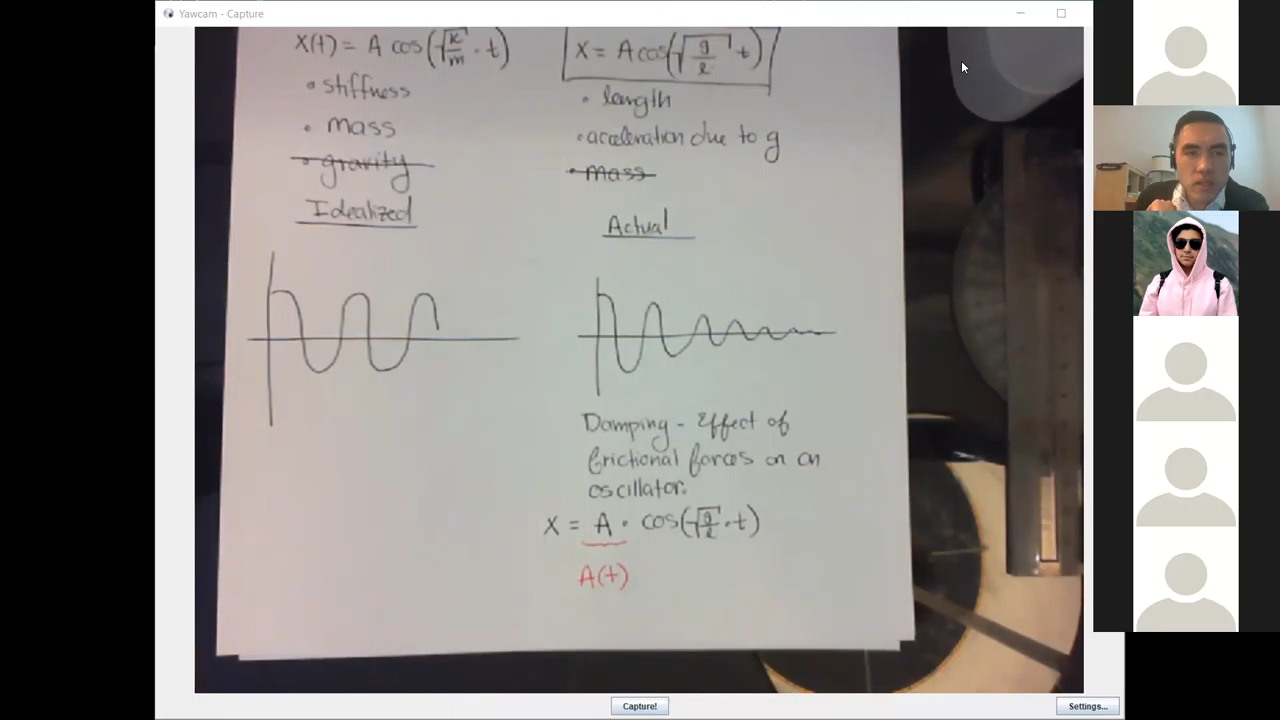 Yawcam - Capture
X(t) = A cos(√(k/m) · t)
• stiffness
• mass
• gravity
Idealized
X = A cos(√(g/l) t)
• length
• acceleration due to g
• mass
Actual
Damping - Effect of
frictional forces on an
oscillator.
X = A · cos(√(g/l) · t)
A(t)
Capture!
Settings...